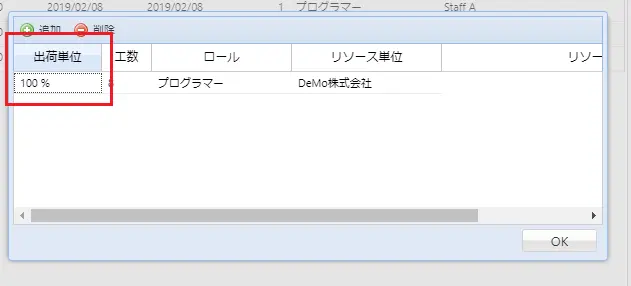 2019/02/08 2019/02/08 1 プログラマー Staff A
追加 削除
出荷単位 工数 ロール リソース単位 リソー
100 % プログラマー DeMo株式会社
OK